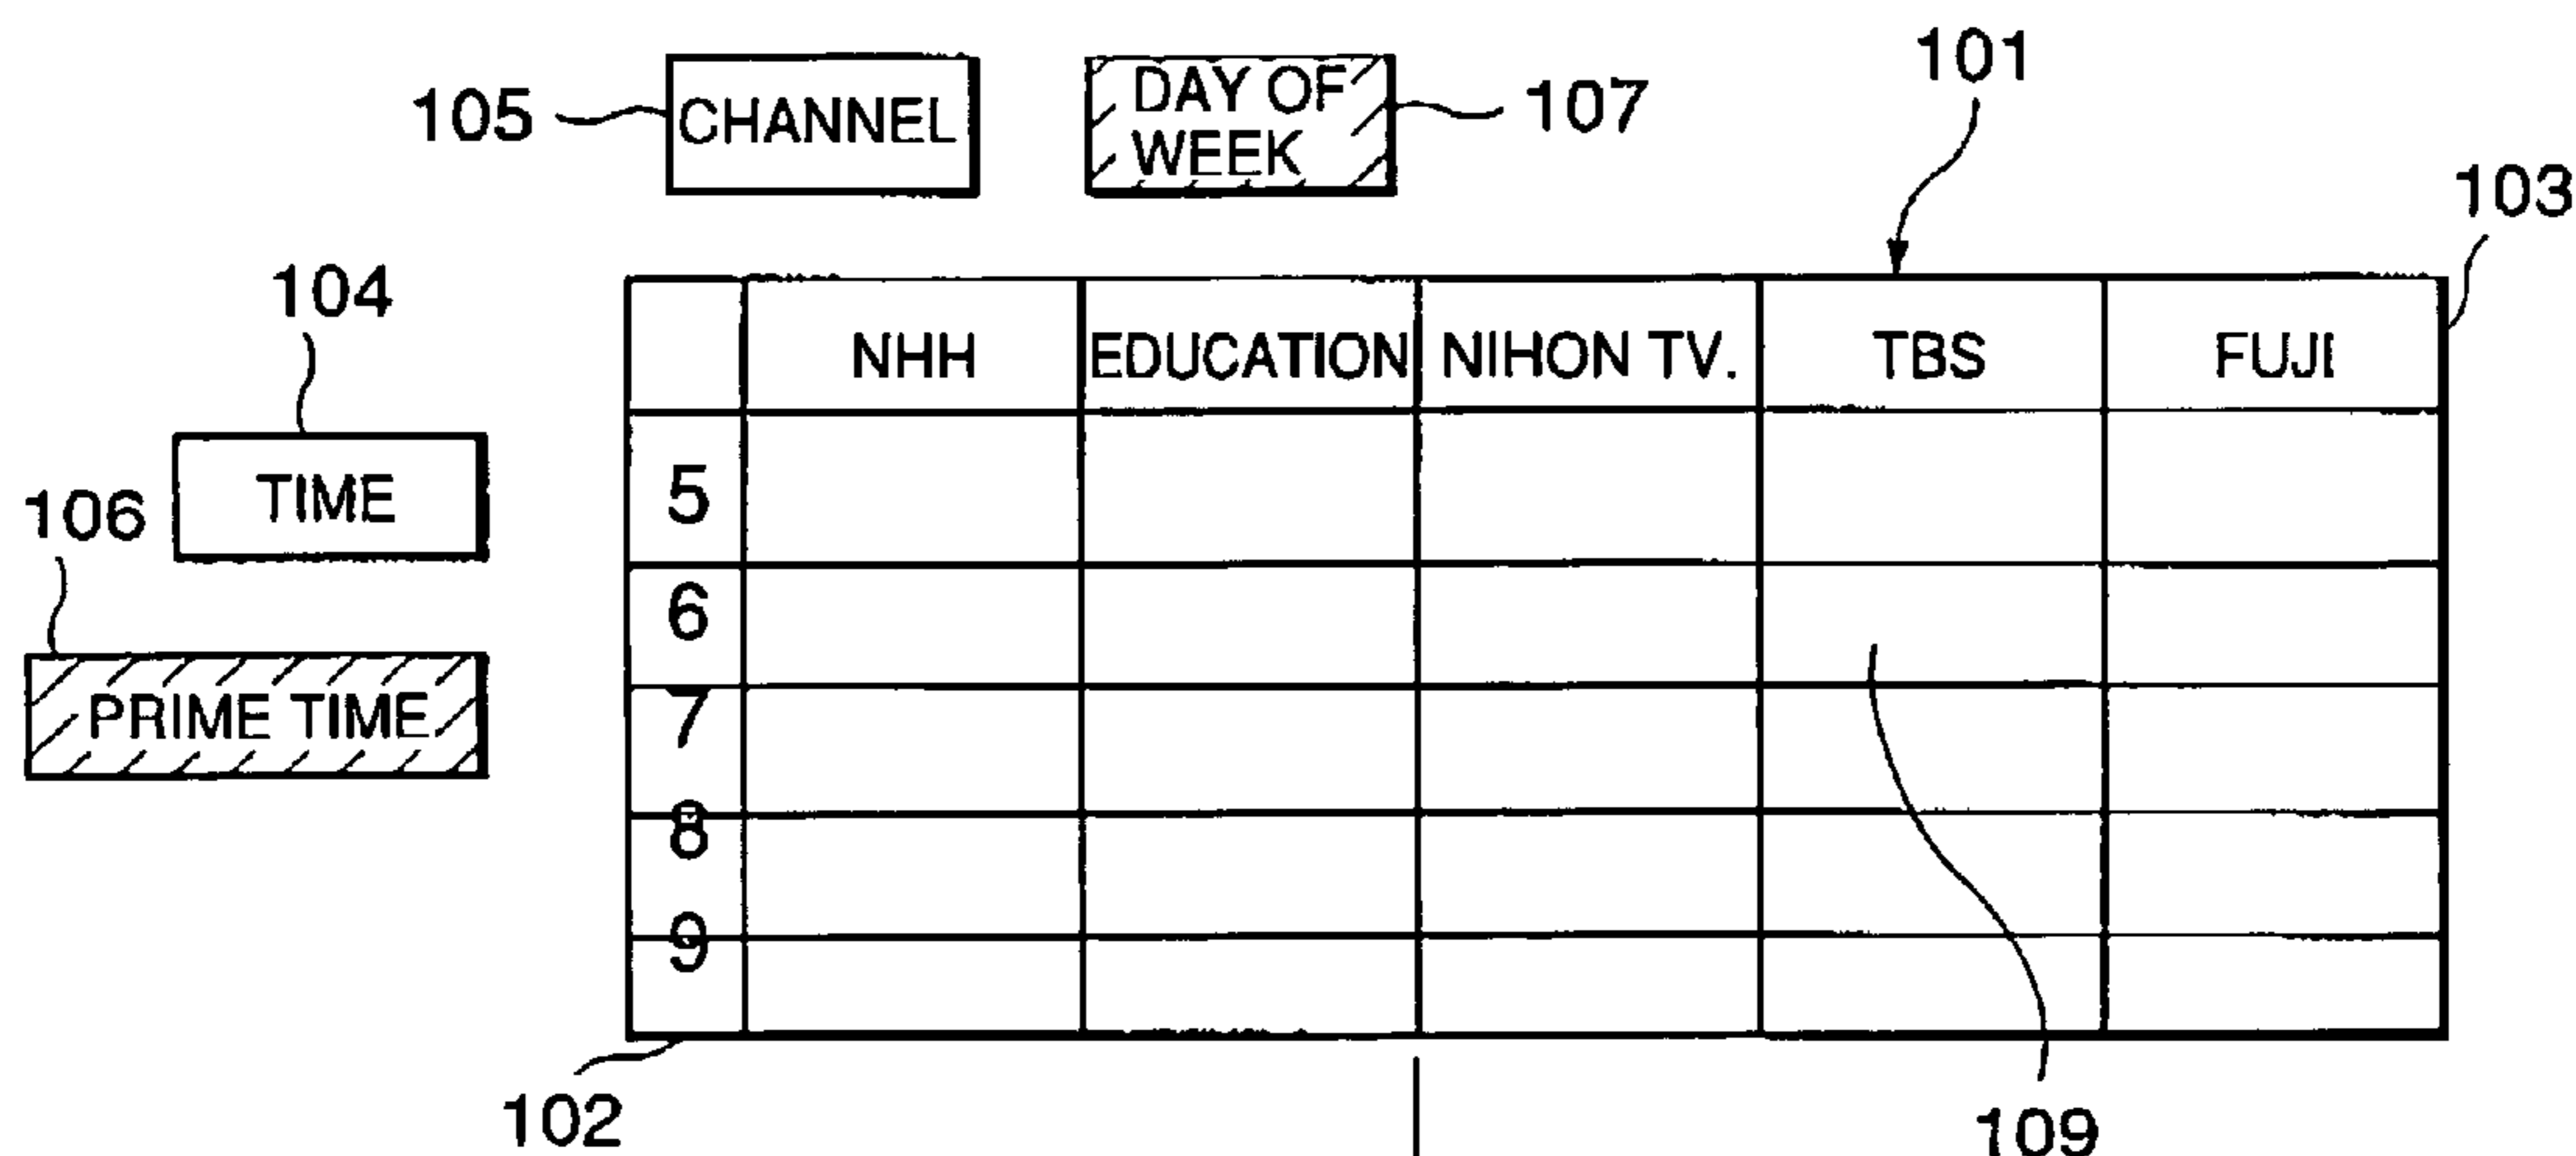 101
105 CHANNEL DAY OF 107
WEEK
103
104
NHH EDUCATION NIHON TV. TBS FUJI
TIME 5
106
6
PRIME TIME 7
8
9
102 109